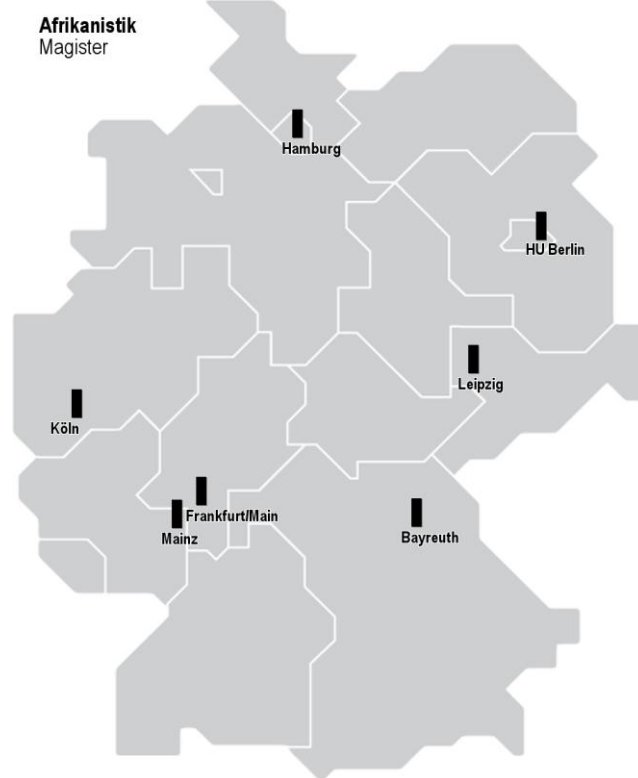 Afrikanistik
Magister
Hamburg
HU Berlin
Leipzig
Köln
Frankfurt/Main
Mainz
Bayreuth